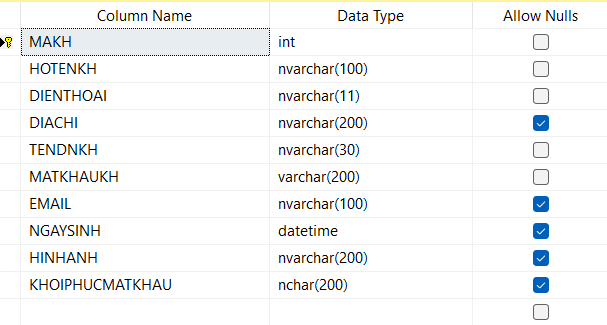 Column Name Data Type Allow Nulls
MAKH int
HOTENKH nvarchar(100)
DIENTHOAI nvarchar(11)
DIACHI nvarchar(200)
TENDNKH nvarchar(30)
MATKHAUKH varchar(200)
EMAIL nvarchar(100)
NGAYSINH datetime
HINHANH nvarchar(200)
KHOIPHUCMATKHAU nchar(200)